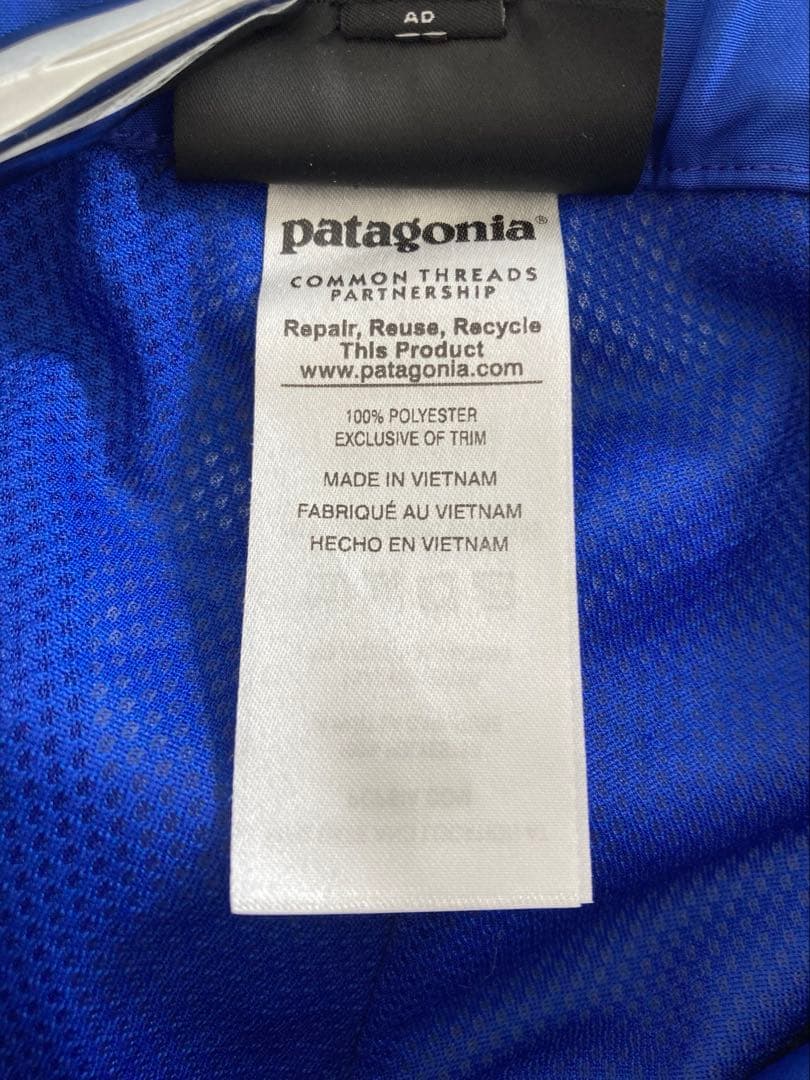 AD
patagonia®
COMMON THREADS
PARTNERSHIP
Repair, Reuse, Recycle
This Product
www.patagonia.com
100% POLYESTER
EXCLUSIVE OF TRIM
MADE IN VIETNAM
FABRIQUÉ AU VIETNAM
HECHO EN VIETNAM